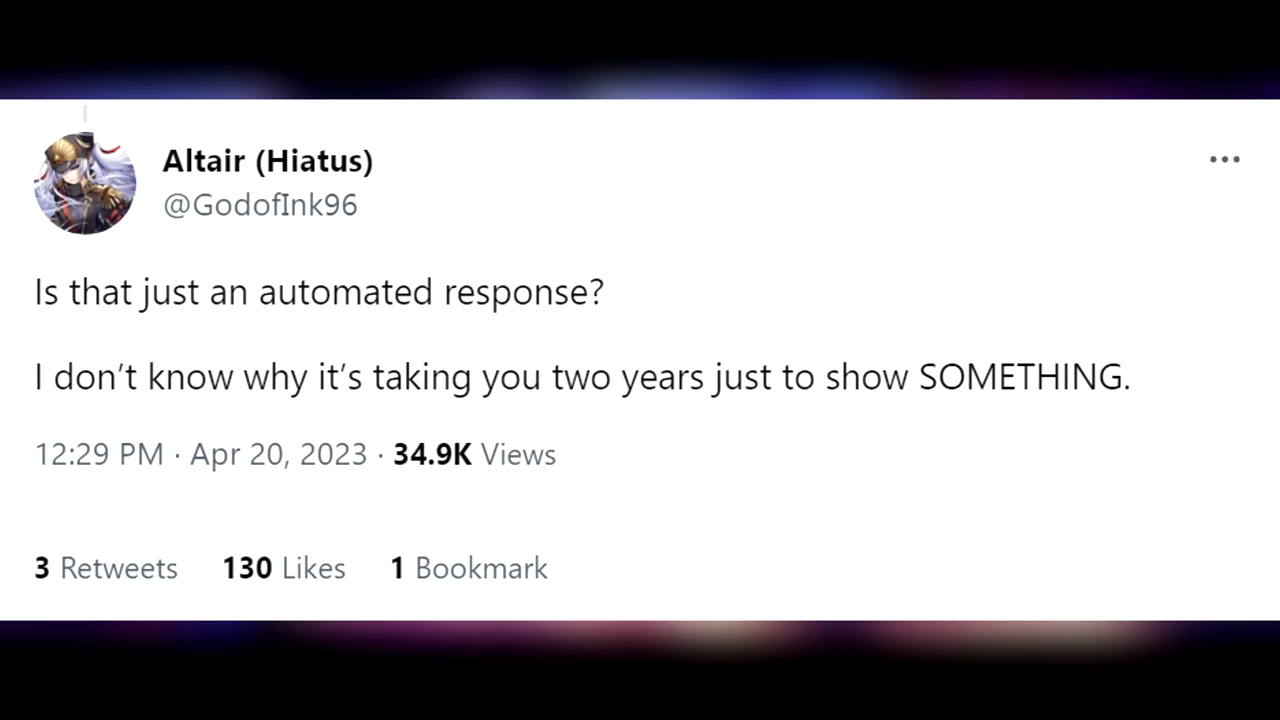 Altair (Hiatus)
@GodofInk96
Is that just an automated response?
I don’t know why it’s taking you two years just to show SOMETHING.
12:29 PM · Apr 20, 2023 · 34.9K Views
3 Retweets 130 Likes 1 Bookmark